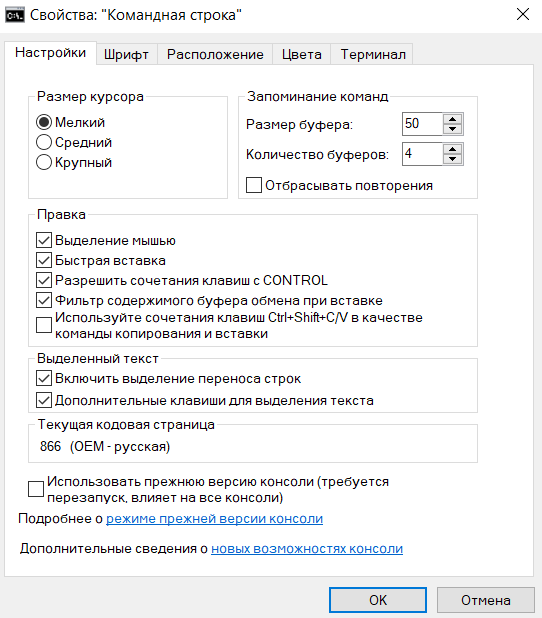 Свойства: "Командная строка"
Настройки Шрифт Расположение Цвета Терминал
Размер курсора
Мелкий
Средний
Крупный
Запоминание команд
Размер буфера: 50
Количество буферов: 4
Отбрасывать повторения
Правка
Выделение мышью
Быстрая вставка
Разрешить сочетания клавиш с CONTROL
Фильтр содержимого буфера обмена при вставке
Используйте сочетания клавиш Ctrl+Shift+C/V в качестве
команды копирования и вставки
Выделенный текст
Включить выделение переноса строк
Дополнительные клавиши для выделения текста
Текущая кодовая страница
866 (OEM - русская)
Использовать прежнюю версию консоли (требуется
перезапуск, влияет на все консоли)
Подробнее о режиме прежней версии консоли
Дополнительные сведения о новых возможностях консоли
OK Отмена